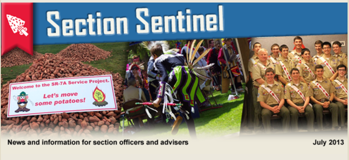 Section Sentinel
Welcome to the SR-7A Service Project.
Let's move
some potatoes!
News and information for section officers and advisers
July 2013